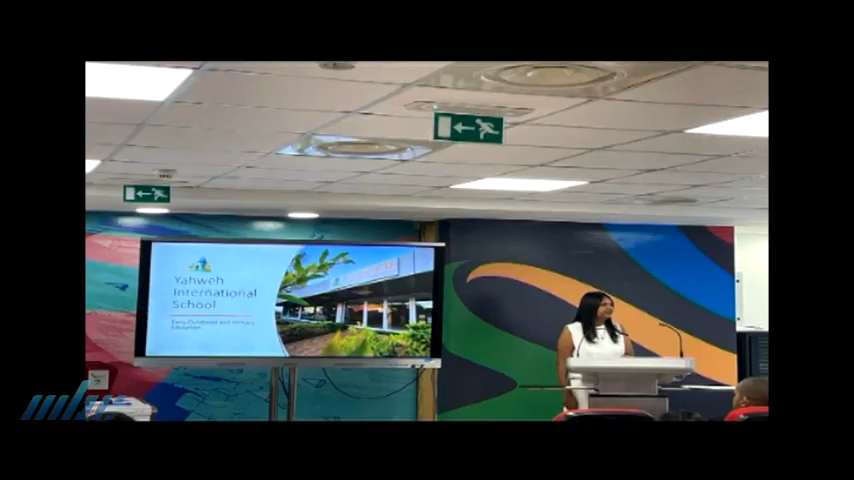 Yahweh
International
School
Early Childhood and Primary
Education